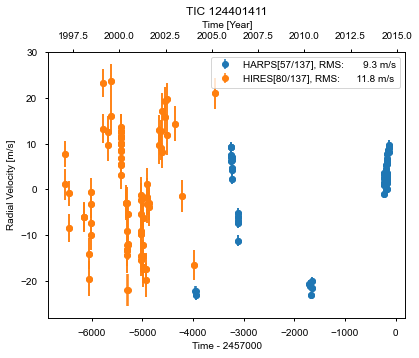 TIC 124401411
Time [Year]
1997.5 2000.0 2002.5 2005.0 2007.5 2010.0 2012.5 2015.0
HARPS[57/137], RMS: 9.3 m/s
HIRES[80/137], RMS: 11.8 m/s
Radial Velocity [m/s]
30
20
10
0
−10
−20
−6000 −5000 −4000 −3000 −2000 −1000 0
Time - 2457000